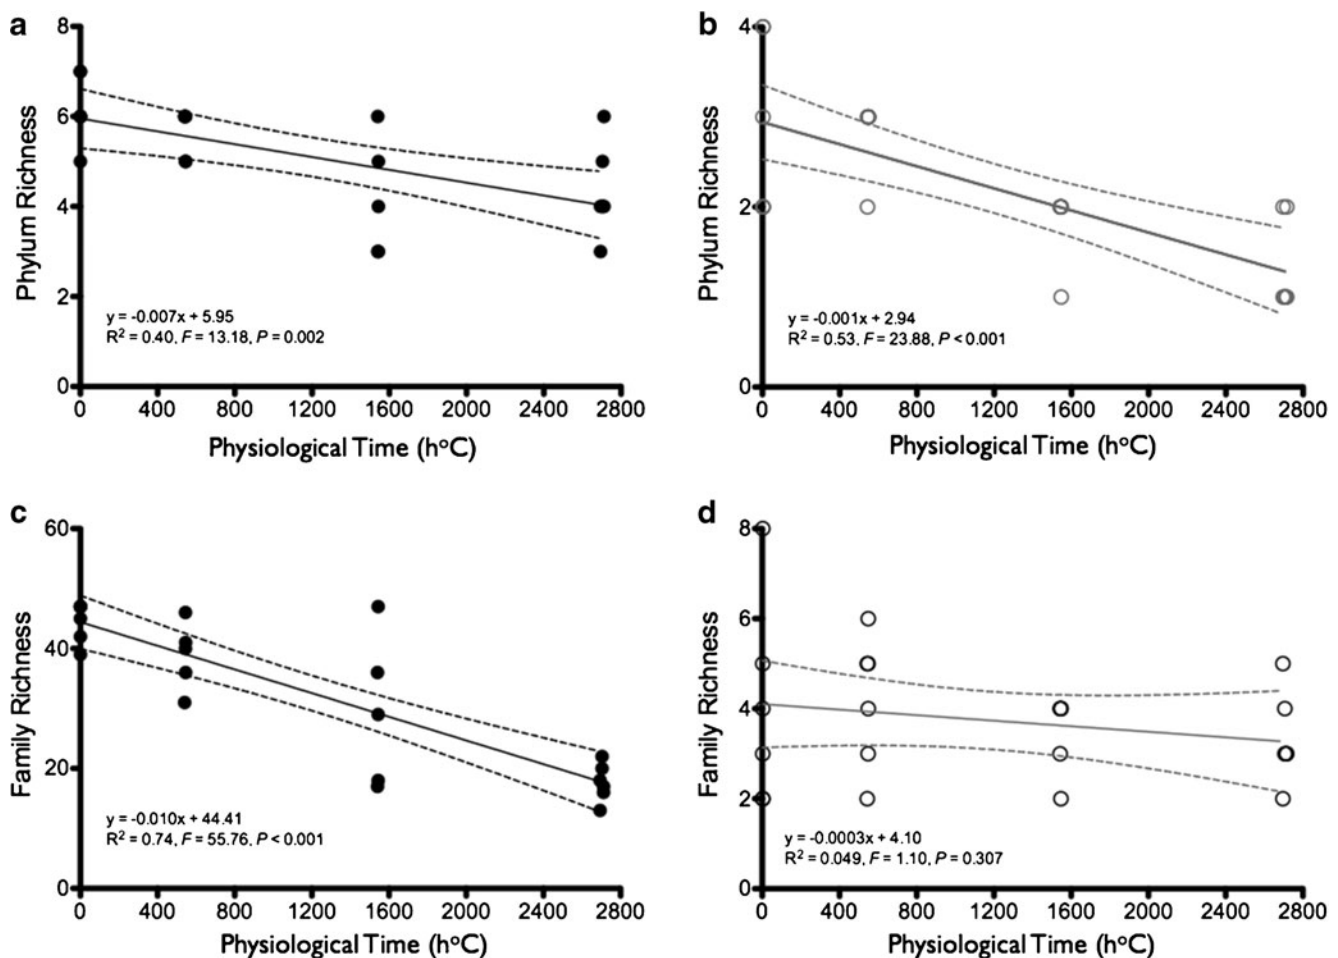 a
8
6
4
2
0
Phylum Richness
y = -0.007x + 5.95
R² = 0.40, F = 13.18, P = 0.002
0 400 800 1200 1600 2000 2400 2800
Physiological Time (h°C)
b
4
2
0
Phylum Richness
y = -0.001x + 2.94
R² = 0.53, F = 23.88, P < 0.001
0 400 800 1200 1600 2000 2400 2800
Physiological Time (h°C)
c
60
40
20
0
Family Richness
y = -0.010x + 44.41
R² = 0.74, F = 55.76, P < 0.001
0 400 800 1200 1600 2000 2400 2800
Physiological Time (h°C)
d
8
6
4
2
0
Family Richness
y = -0.0003x + 4.10
R² = 0.049, F = 1.10, P = 0.307
0 400 800 1200 1600 2000 2400 2800
Physiological Time (h°C)